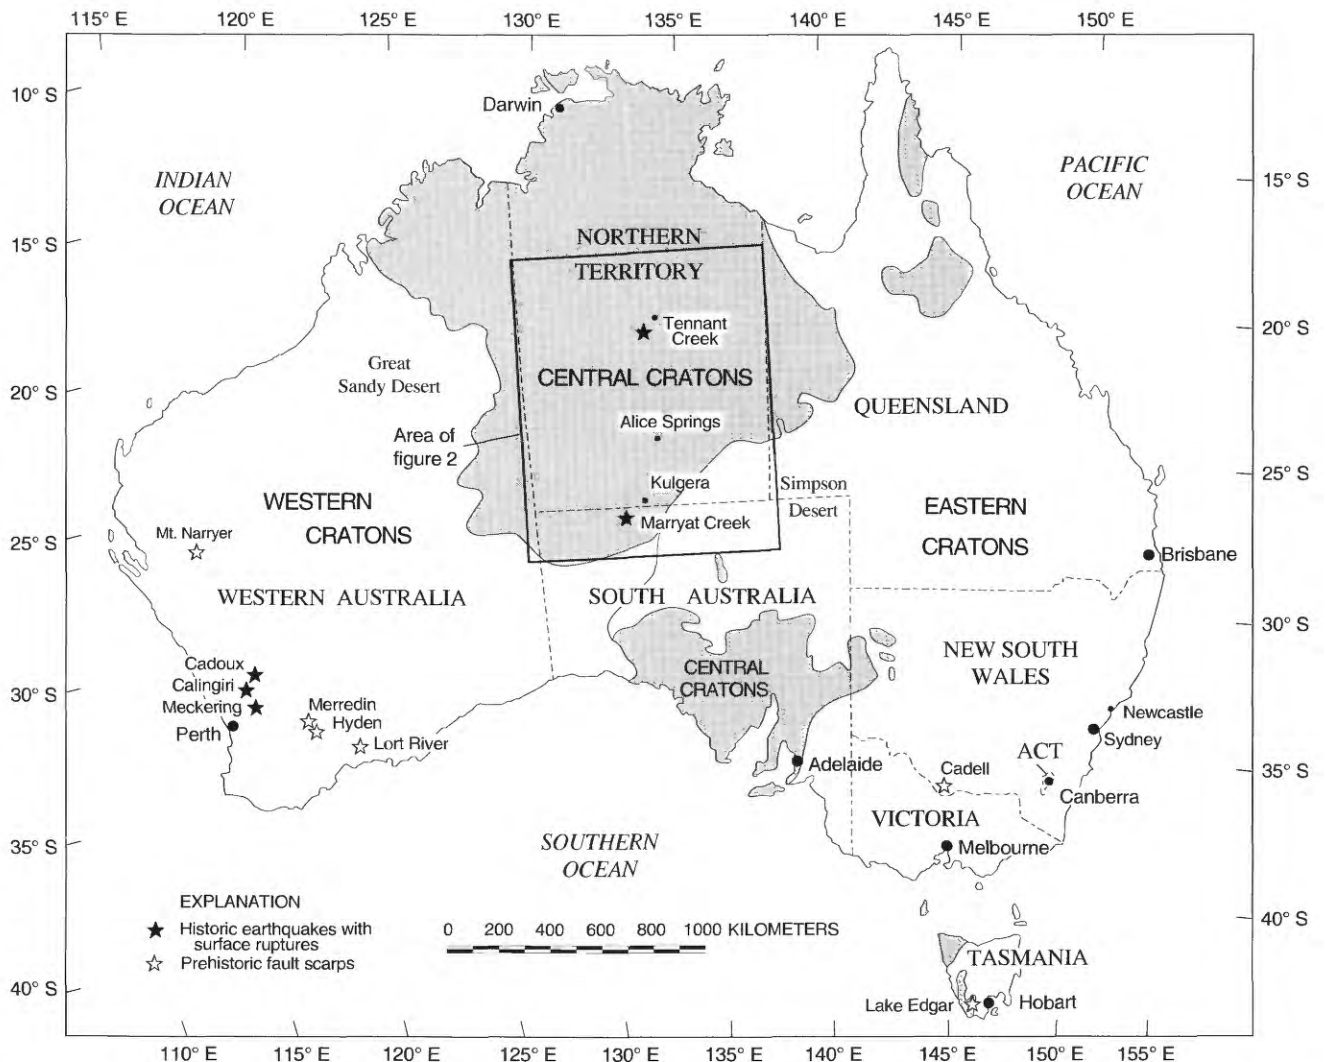 115° E 120° E 125° E 130° E 135° E 140° E 145° E 150° E
10° S
Darwin
INDIAN
OCEAN
PACIFIC
OCEAN
15° S
15° S
NORTHERN
TERRITORY
Tennant
Creek
20° S
Great
Sandy Desert
CENTRAL CRATONS
20° S
QUEENSLAND
Alice Springs
Area of
figure 2
25° S
Kulgera
Simpson
Desert
WESTERN
CRATONS
Marryat Creek
EASTERN
CRATONS
Mt. Narryer
25° S
Brisbane
WESTERN AUSTRALIA
SOUTH AUSTRALIA
30° S
NEW SOUTH
WALES
Cadoux
Calingiri
Meckering
Perth
CENTRAL
CRATONS
30° S
Merredin
Hyden
Lort River
Newcastle
Sydney
ACT
Adelaide
Cadell
35° S
Canberra
VICTORIA
Melbourne
35° S
SOUTHERN
OCEAN
EXPLANATION
Historic earthquakes with
surface ruptures
Prehistoric fault scarps
0 200 400 600 800 1000 KILOMETERS
40° S
TASMANIA
40° S
Lake Edgar
Hobart
110° E 115° E 120° E 125° E 130° E 135° E 140° E 145° E 150° E 155° E